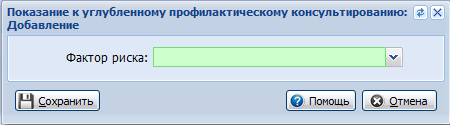 Показание к углубленному профилактическому консультированию:
Добавление
Фактор риска:
Сохранить
Помощь
Отмена